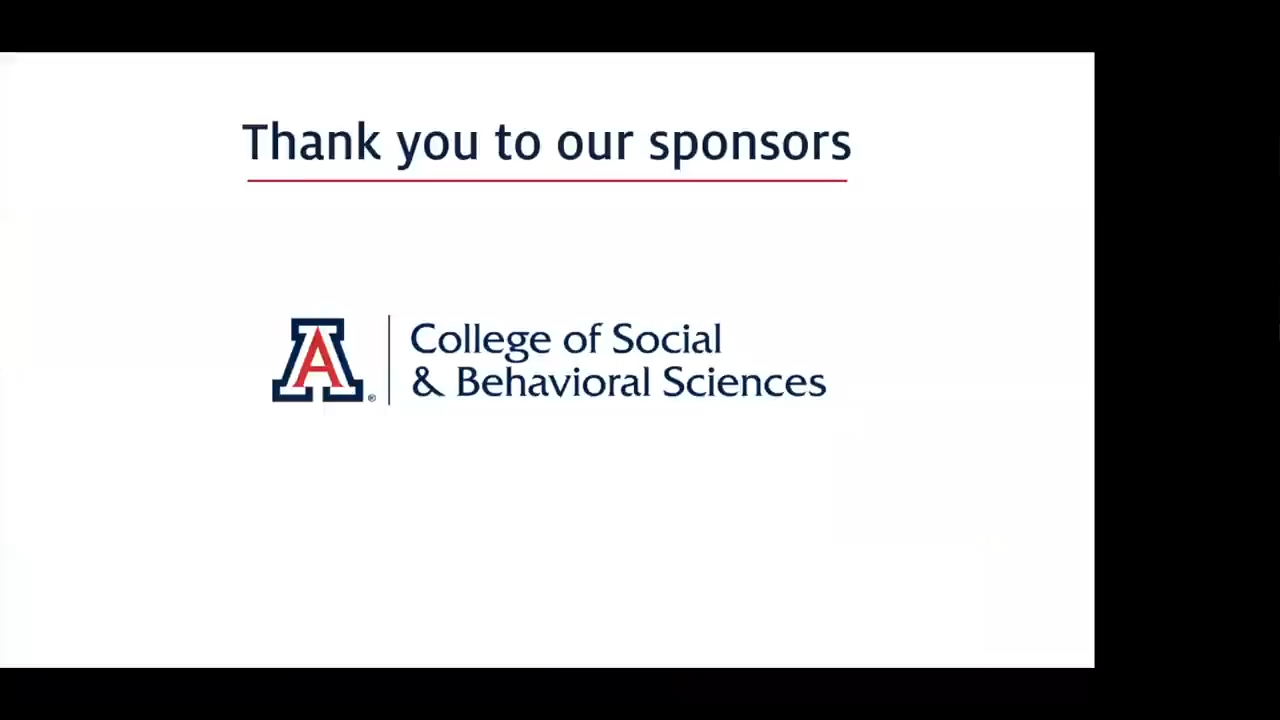 Thank you to our sponsors
A®
College of Social
& Behavioral Sciences